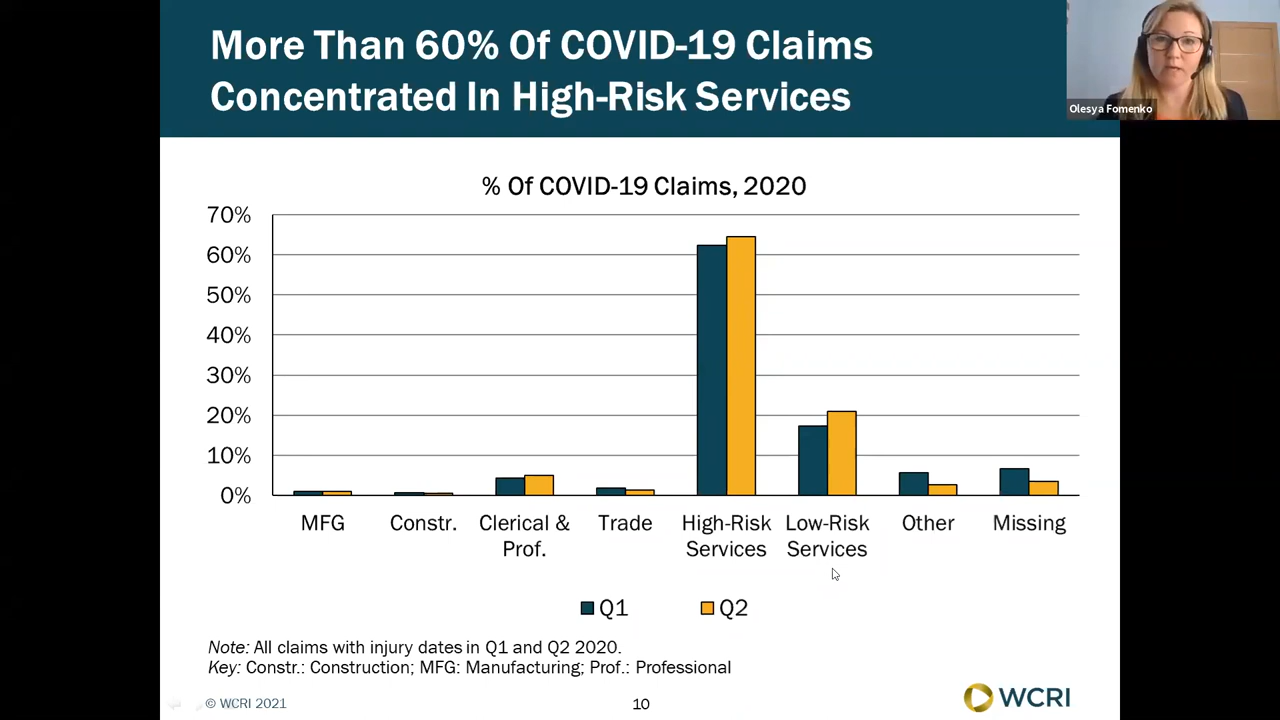 More Than 60% Of COVID-19 Claims
Concentrated In High-Risk Services
Olesya Fomenko
% Of COVID-19 Claims, 2020
70%
60%
50%
40%
30%
20%
10%
0%
MFG
Constr.
Clerical &
Prof.
Trade
High-Risk
Services
Low-Risk
Services
Other
Missing
Q1
Q2
Note: All claims with injury dates in Q1 and Q2 2020.
Key: Constr.: Construction; MFG: Manufacturing; Prof.: Professional
© WCRI 2021
10
WCRI